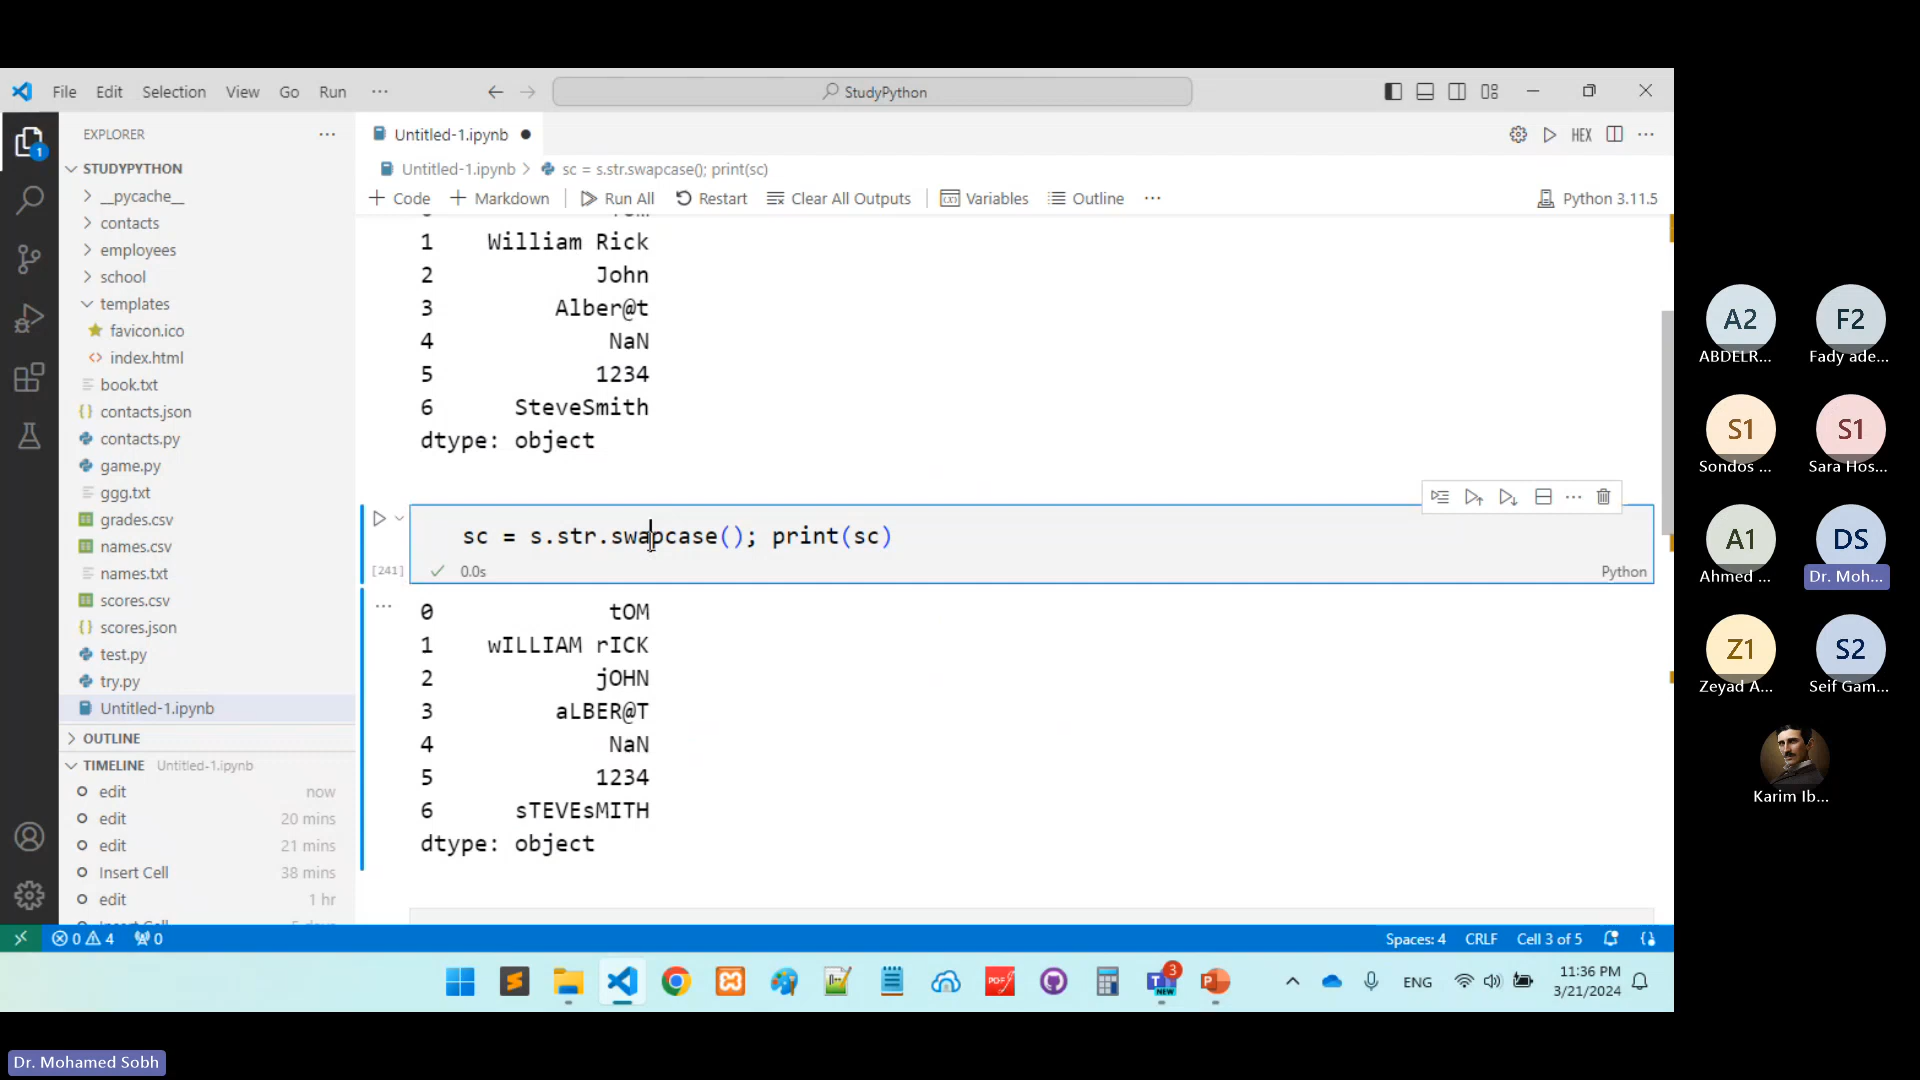 File Edit Selection View Go Run ··· StudyPython
EXPLORER ···
Untitled-1.ipynb
HEX ···
STUDYPYTHON
Untitled-1.ipynb > sc = s.str.swapcase(); print(sc)
+ Code + Markdown Run All Restart Clear All Outputs Variables Outline ··· Python 3.11.5
__pycache__
contacts
employees
school
templates
favicon.ico
index.html
book.txt
contacts.json
contacts.py
game.py
ggg.txt
grades.csv
names.csv
names.txt
scores.csv
scores.json
test.py
try.py
Untitled-1.ipynb
OUTLINE
TIMELINE Untitled-1.ipynb
edit now
edit 20 mins
edit 21 mins
Insert Cell 38 mins
edit 1 hr
1 William Rick
2 John
3 Alber@t
4 NaN
5 1234
6 SteveSmith
dtype: object
sc = s.str.swapcase(); print(sc)
[241] 0.0s Python
0 tOM
1 wILLIAM rICK
2 jOHN
3 aLBER@T
4 NaN
5 1234
6 sTEVEsMITH
dtype: object
0 4 0
Spaces: 4 CRLF Cell 3 of 5
3
NEW
ENG
11:36 PM
3/21/2024
A2 F2
ABDELR... Fady ade...
S1 S1
Sondos ... Sara Hos...
A1 DS
Ahmed ... Dr. Moh...
Z1 S2
Zeyad A... Seif Gam...
Karim Ib...
Dr. Mohamed Sobh